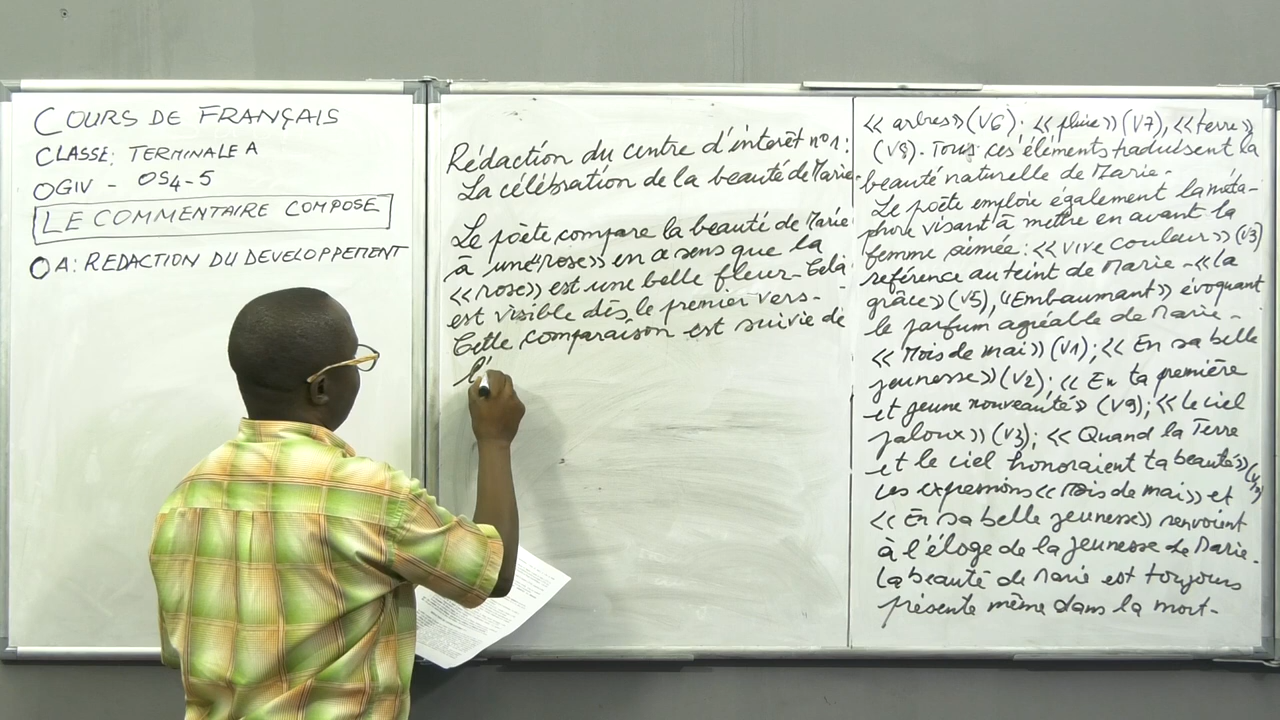 COURS DE FRANÇAIS
CLASSE: TERMINALE A
OGIV - OS4-5
LE COMMENTAIRE COMPOSE
OA: REDACTION DU DEVELOPPEMENT
Rédaction du centre d'interêt n°1:
La célébration de la beauté de Marie.
Le poète compare la beauté de Marie
à une "rose» en a sens que la
<< rose>> est une belle fleur. Cela
est visible dès le premier vers.
Cette comparaison est suivie de
l'
<< arbres>> (V6); << pluie>> (V7), <<terre>>
(V8). Tous ces éléments traduisent la
beauté naturelle de Marie.
Le poète emploie également la méta-
phore visant à mettre en avant la
femme aimée: << vive couleur>> (V3)
référence au teint de Marie - <<la
grâce>> (V5), "Embaumant>> évoquant
le parfum agréable de Marie.
<< Mois de mai>> (V1); << En sa belle
jeunesse>> (V2); << En ta première
et jeune nouveauté>> (V9); << le ciel
jaloux>> (V3); << Quand la Terre
et le ciel honoraient ta beauté>>
Les expressions << Mois de mai>> et
<< En sa belle jeunesse>> renvoient
à l'éloge de la jeunesse de Marie.
La beauté de Marie est toujours
présente même dans la mort.